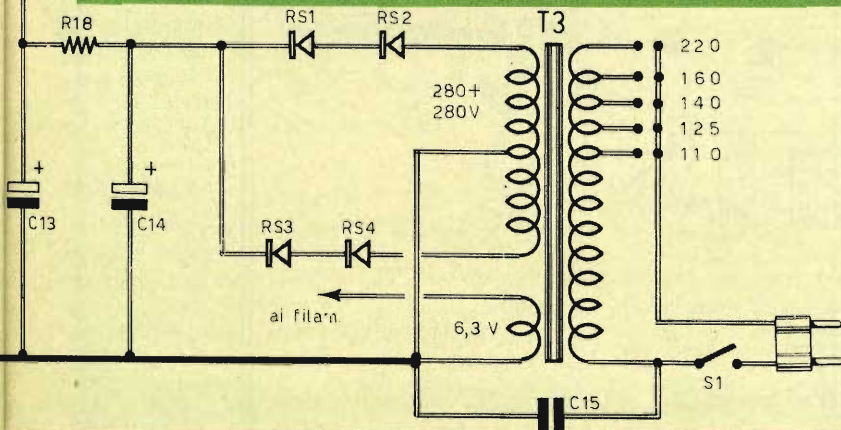 R18
RS1
RS2
T3
220
160
140
125
110
280+
280V
+
+
C13
C14
RS3
RS4
ai filam.
6,3 V
S1
C15